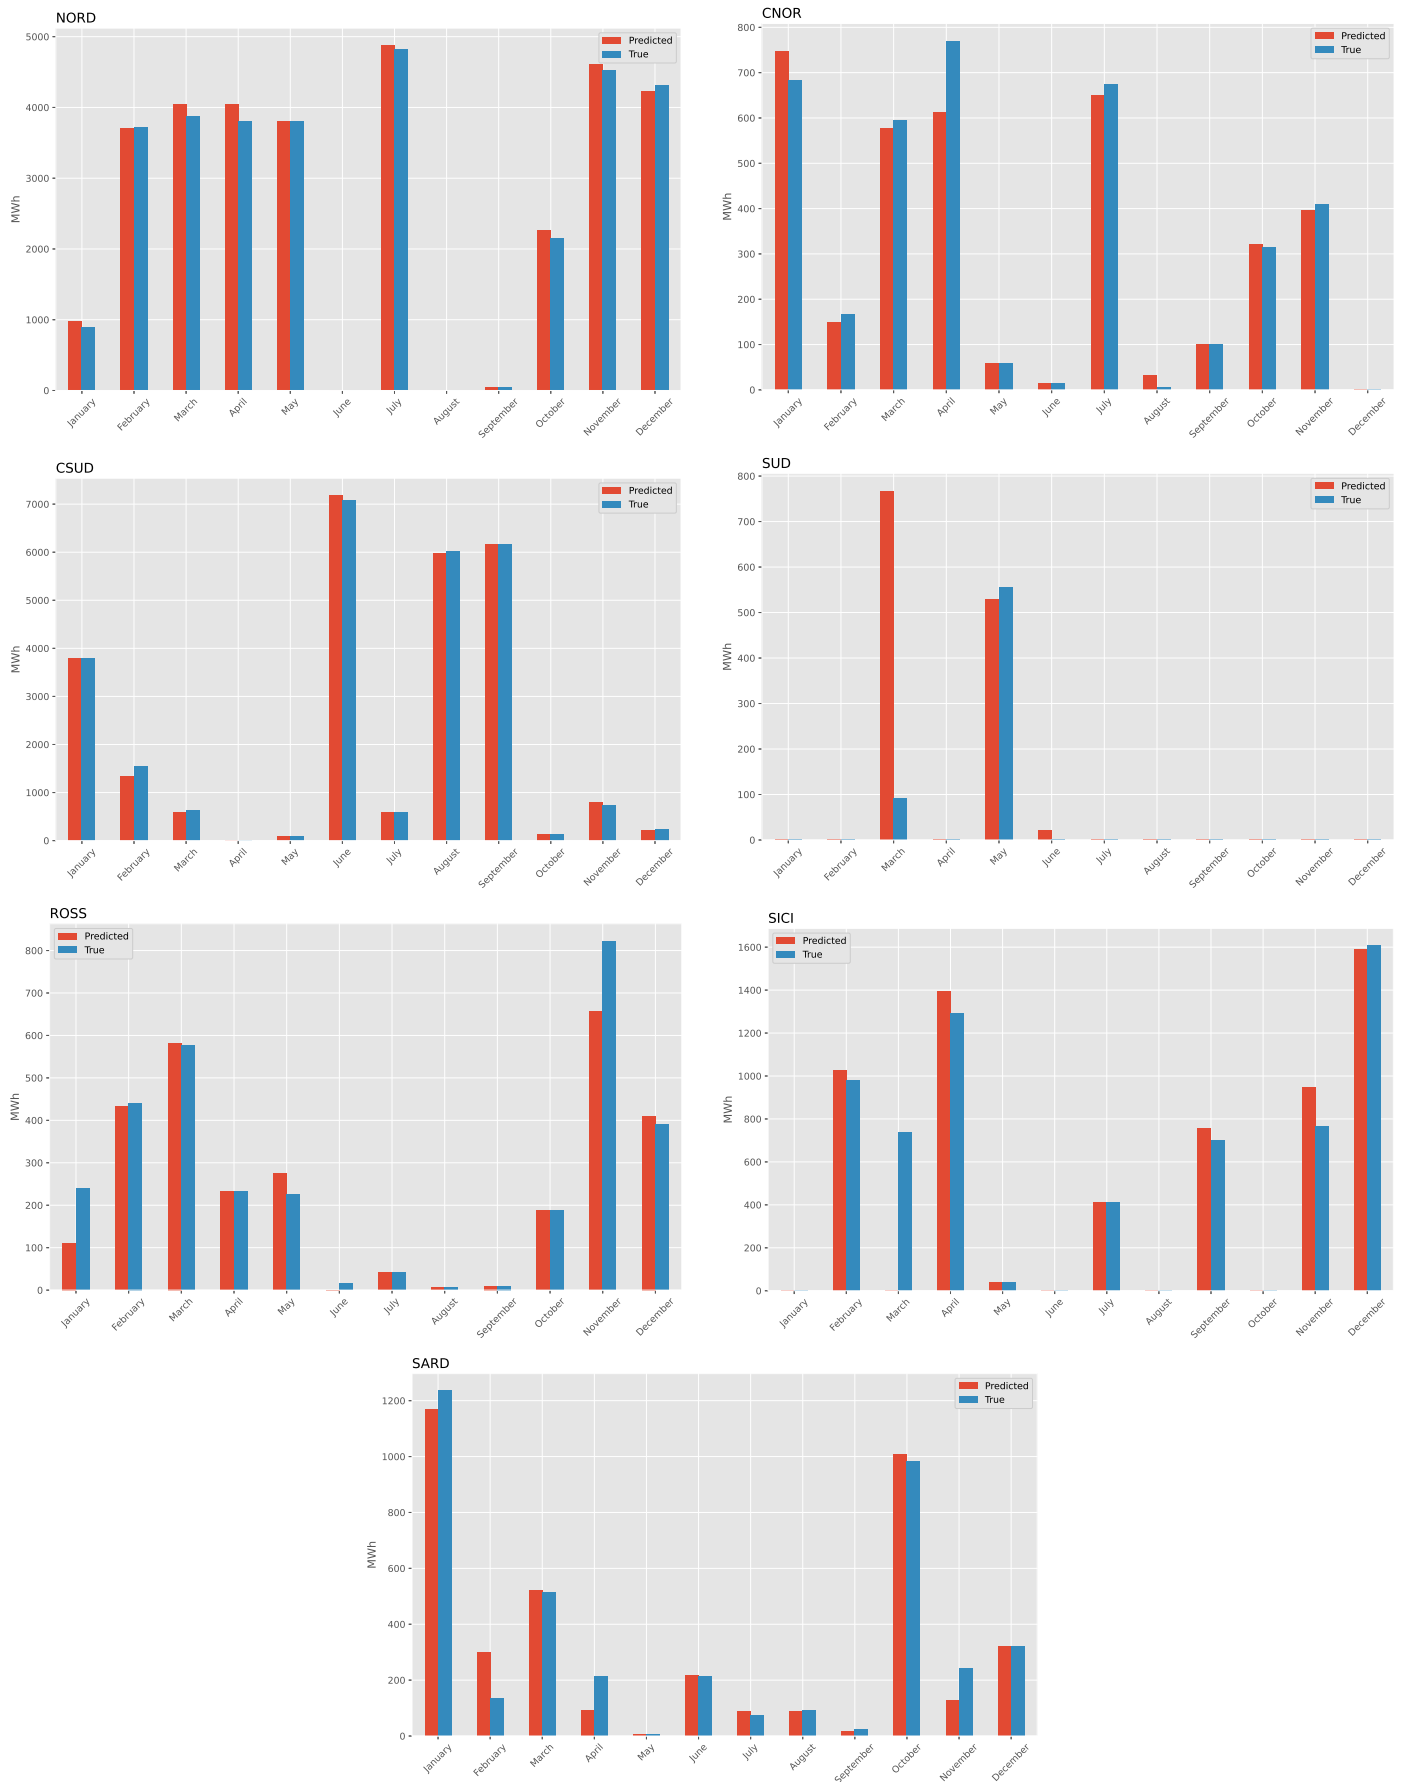 NORD
Predicted
True
5000
4000
3000
2000
1000
0
MWh
January
February
March
April
May
June
July
August
September
October
November
December
CNOR
Predicted
True
800
700
600
500
400
300
200
100
0
MWh
January
February
March
April
May
June
July
August
September
October
November
December
CSUD
Predicted
True
7000
6000
5000
4000
3000
2000
1000
0
MWh
January
February
March
April
May
June
July
August
September
October
November
December
SUD
Predicted
True
800
700
600
500
400
300
200
100
0
MWh
January
February
March
April
May
June
July
August
September
October
November
December
ROSS
Predicted
True
800
700
600
500
400
300
200
100
0
MWh
January
February
March
April
May
June
July
August
September
October
November
December
SICI
Predicted
True
1600
1400
1200
1000
800
600
400
200
0
MWh
January
February
March
April
May
June
July
August
September
October
November
December
SARD
Predicted
True
1200
1000
800
600
400
200
0
MWh
January
February
March
April
May
June
July
August
September
October
November
December